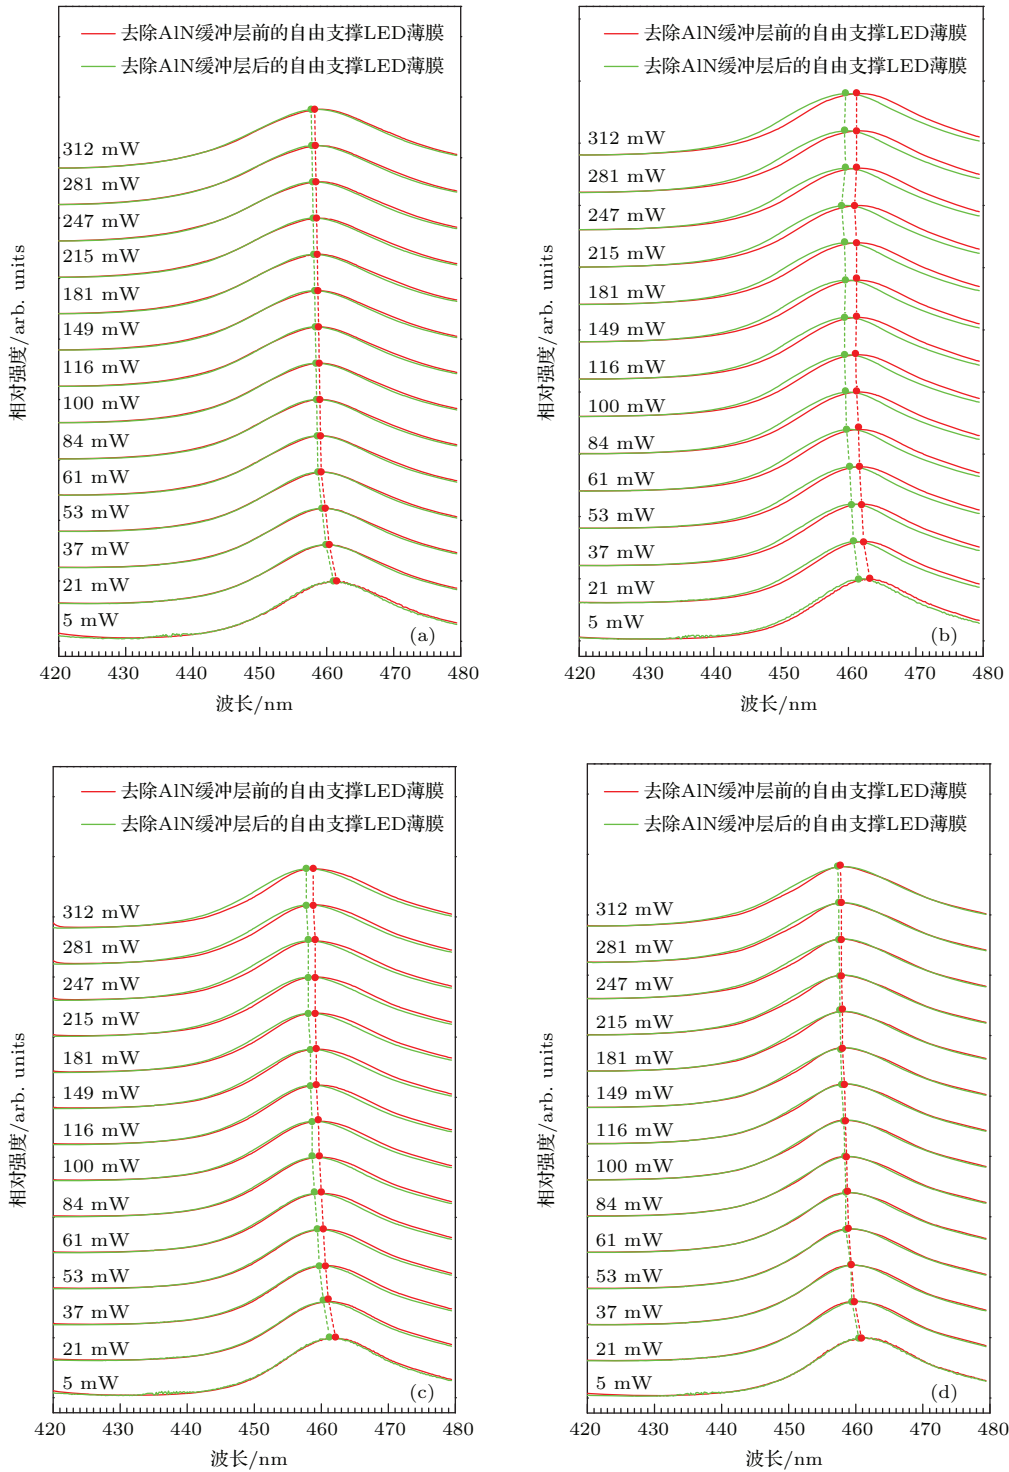 去除AlN缓冲层前的自由支撑LED薄膜
去除AlN缓冲层后的自由支撑LED薄膜
312 mW
281 mW
247 mW
215 mW
181 mW
149 mW
116 mW
100 mW
84 mW
61 mW
53 mW
37 mW
21 mW
5 mW
(a)
420 430 440 450 460 470 480
波长/nm
相对强度/arb. units
去除AlN缓冲层前的自由支撑LED薄膜
去除AlN缓冲层后的自由支撑LED薄膜
312 mW
281 mW
247 mW
215 mW
181 mW
149 mW
116 mW
100 mW
84 mW
61 mW
53 mW
37 mW
21 mW
5 mW
(b)
420 430 440 450 460 470 480
波长/nm
相对强度/arb. units
去除AlN缓冲层前的自由支撑LED薄膜
去除AlN缓冲层后的自由支撑LED薄膜
312 mW
281 mW
247 mW
215 mW
181 mW
149 mW
116 mW
100 mW
84 mW
61 mW
53 mW
37 mW
21 mW
5 mW
(c)
420 430 440 450 460 470 480
波长/nm
相对强度/arb. units
去除AlN缓冲层前的自由支撑LED薄膜
去除AlN缓冲层后的自由支撑LED薄膜
312 mW
281 mW
247 mW
215 mW
181 mW
149 mW
116 mW
100 mW
84 mW
61 mW
53 mW
37 mW
21 mW
5 mW
(d)
420 430 440 450 460 470 480
波长/nm
相对强度/arb. units